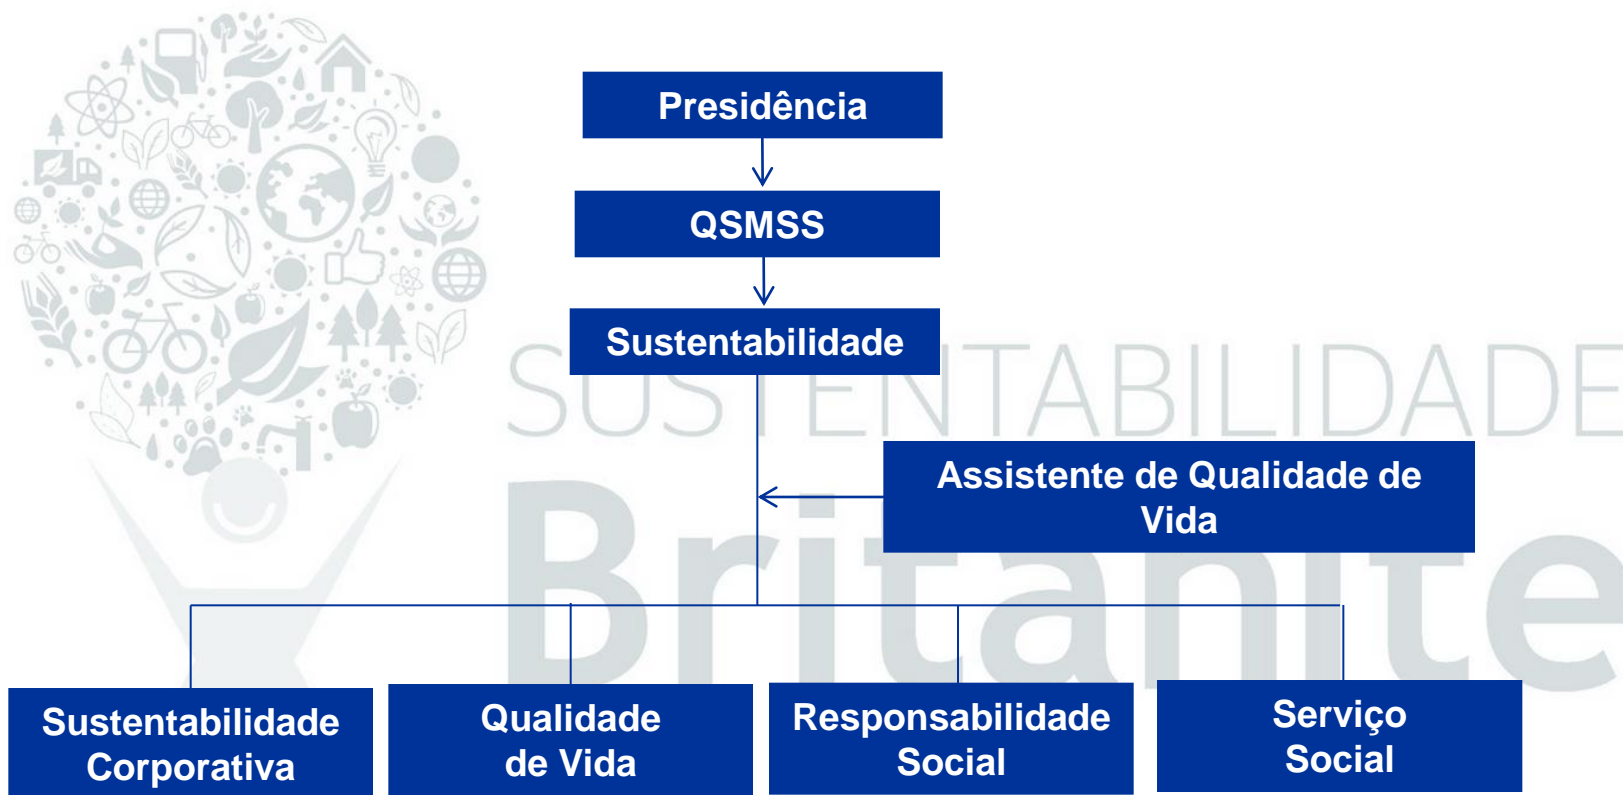 Presidência
QSMSS
Sustentabilidade
SUSTENTABILIDADE
Assistente de Qualidade de
Vida
Britanite
Sustentabilidade
Corporativa
Qualidade
de Vida
Responsabilidade
Social
Serviço
Social